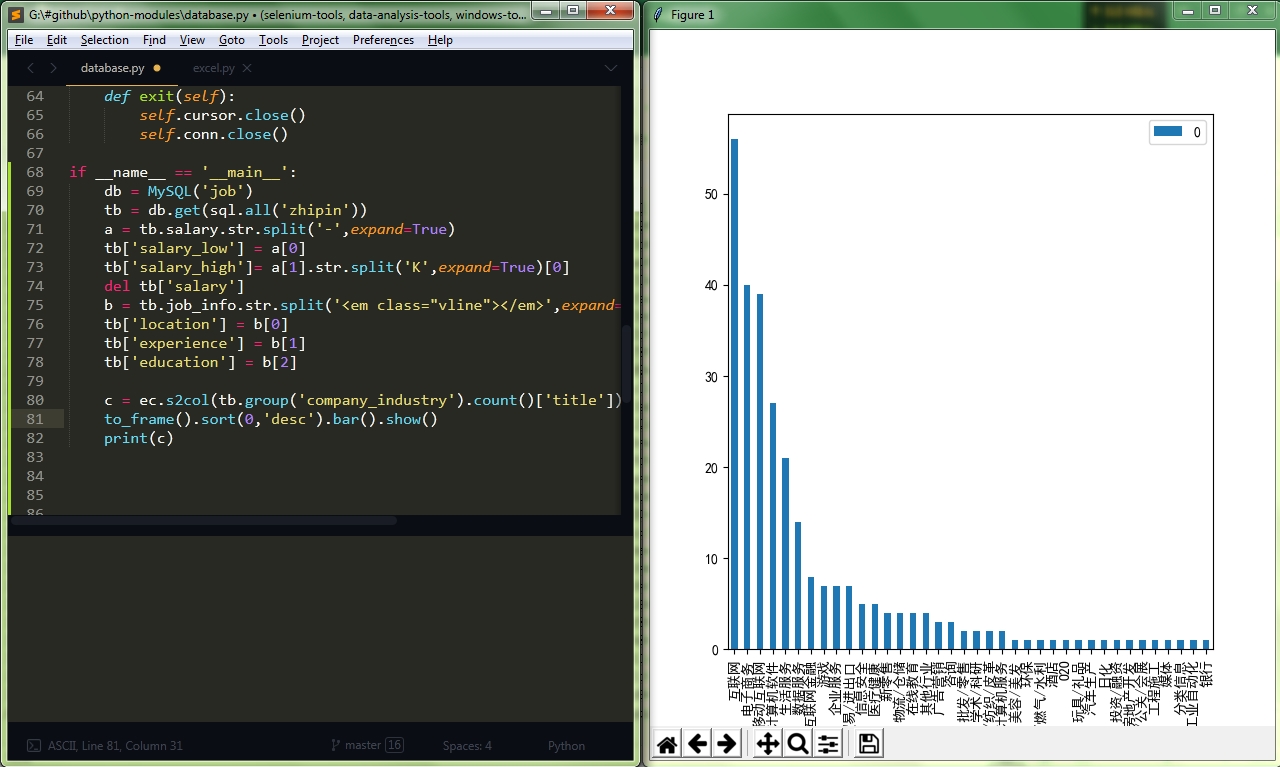 G:\#github\python-modules\database.py • (selenium-tools, data-analysis-tools, windows-to...
File Edit Selection Find View Goto Tools Project Preferences Help
database.py excel.py
64 def exit(self):
65 self.cursor.close()
66 self.conn.close()
67
68 if __name__ == '__main__':
69 db = MySQL('job')
70 tb = db.get(sql.all('zhipin'))
71 a = tb.salary.str.split('-',expand=True)
72 tb['salary_low'] = a[0]
73 tb['salary_high']= a[1].str.split('K',expand=True)[0]
74 del tb['salary']
75 b = tb.job_info.str.split('<em class="vline"></em>',expand=
76 tb['location'] = b[0]
77 tb['experience'] = b[1]
78 tb['education'] = b[2]
79
80 c = ec.s2col(tb.group('company_industry').count()['title'])
81 to_frame().sort(0,'desc').bar().show()
82 print(c)
83
84
85
86
ASCII, Line 81, Column 31 master 16 Spaces: 4 Python
Figure 1
0
50
40
30
20
10
0
互联网
电子商务
移动互联网
计算机软件
生活服务
数据服务
互联网金融
游戏
企业服务
易/进出口
信息安全
医疗健康
新零售
物流/仓储
在线教育
其他行业
广告营销
咨询
批发/零售
学术/科研
/纺织/皮革
计算机服务
美容/美发
环保
燃气/水利
酒店
O2O
玩具/礼品
汽车生产
日化
投资/融资
房地产开发
公关/会展
工程施工
媒体
分类信息
工业自动化
银行